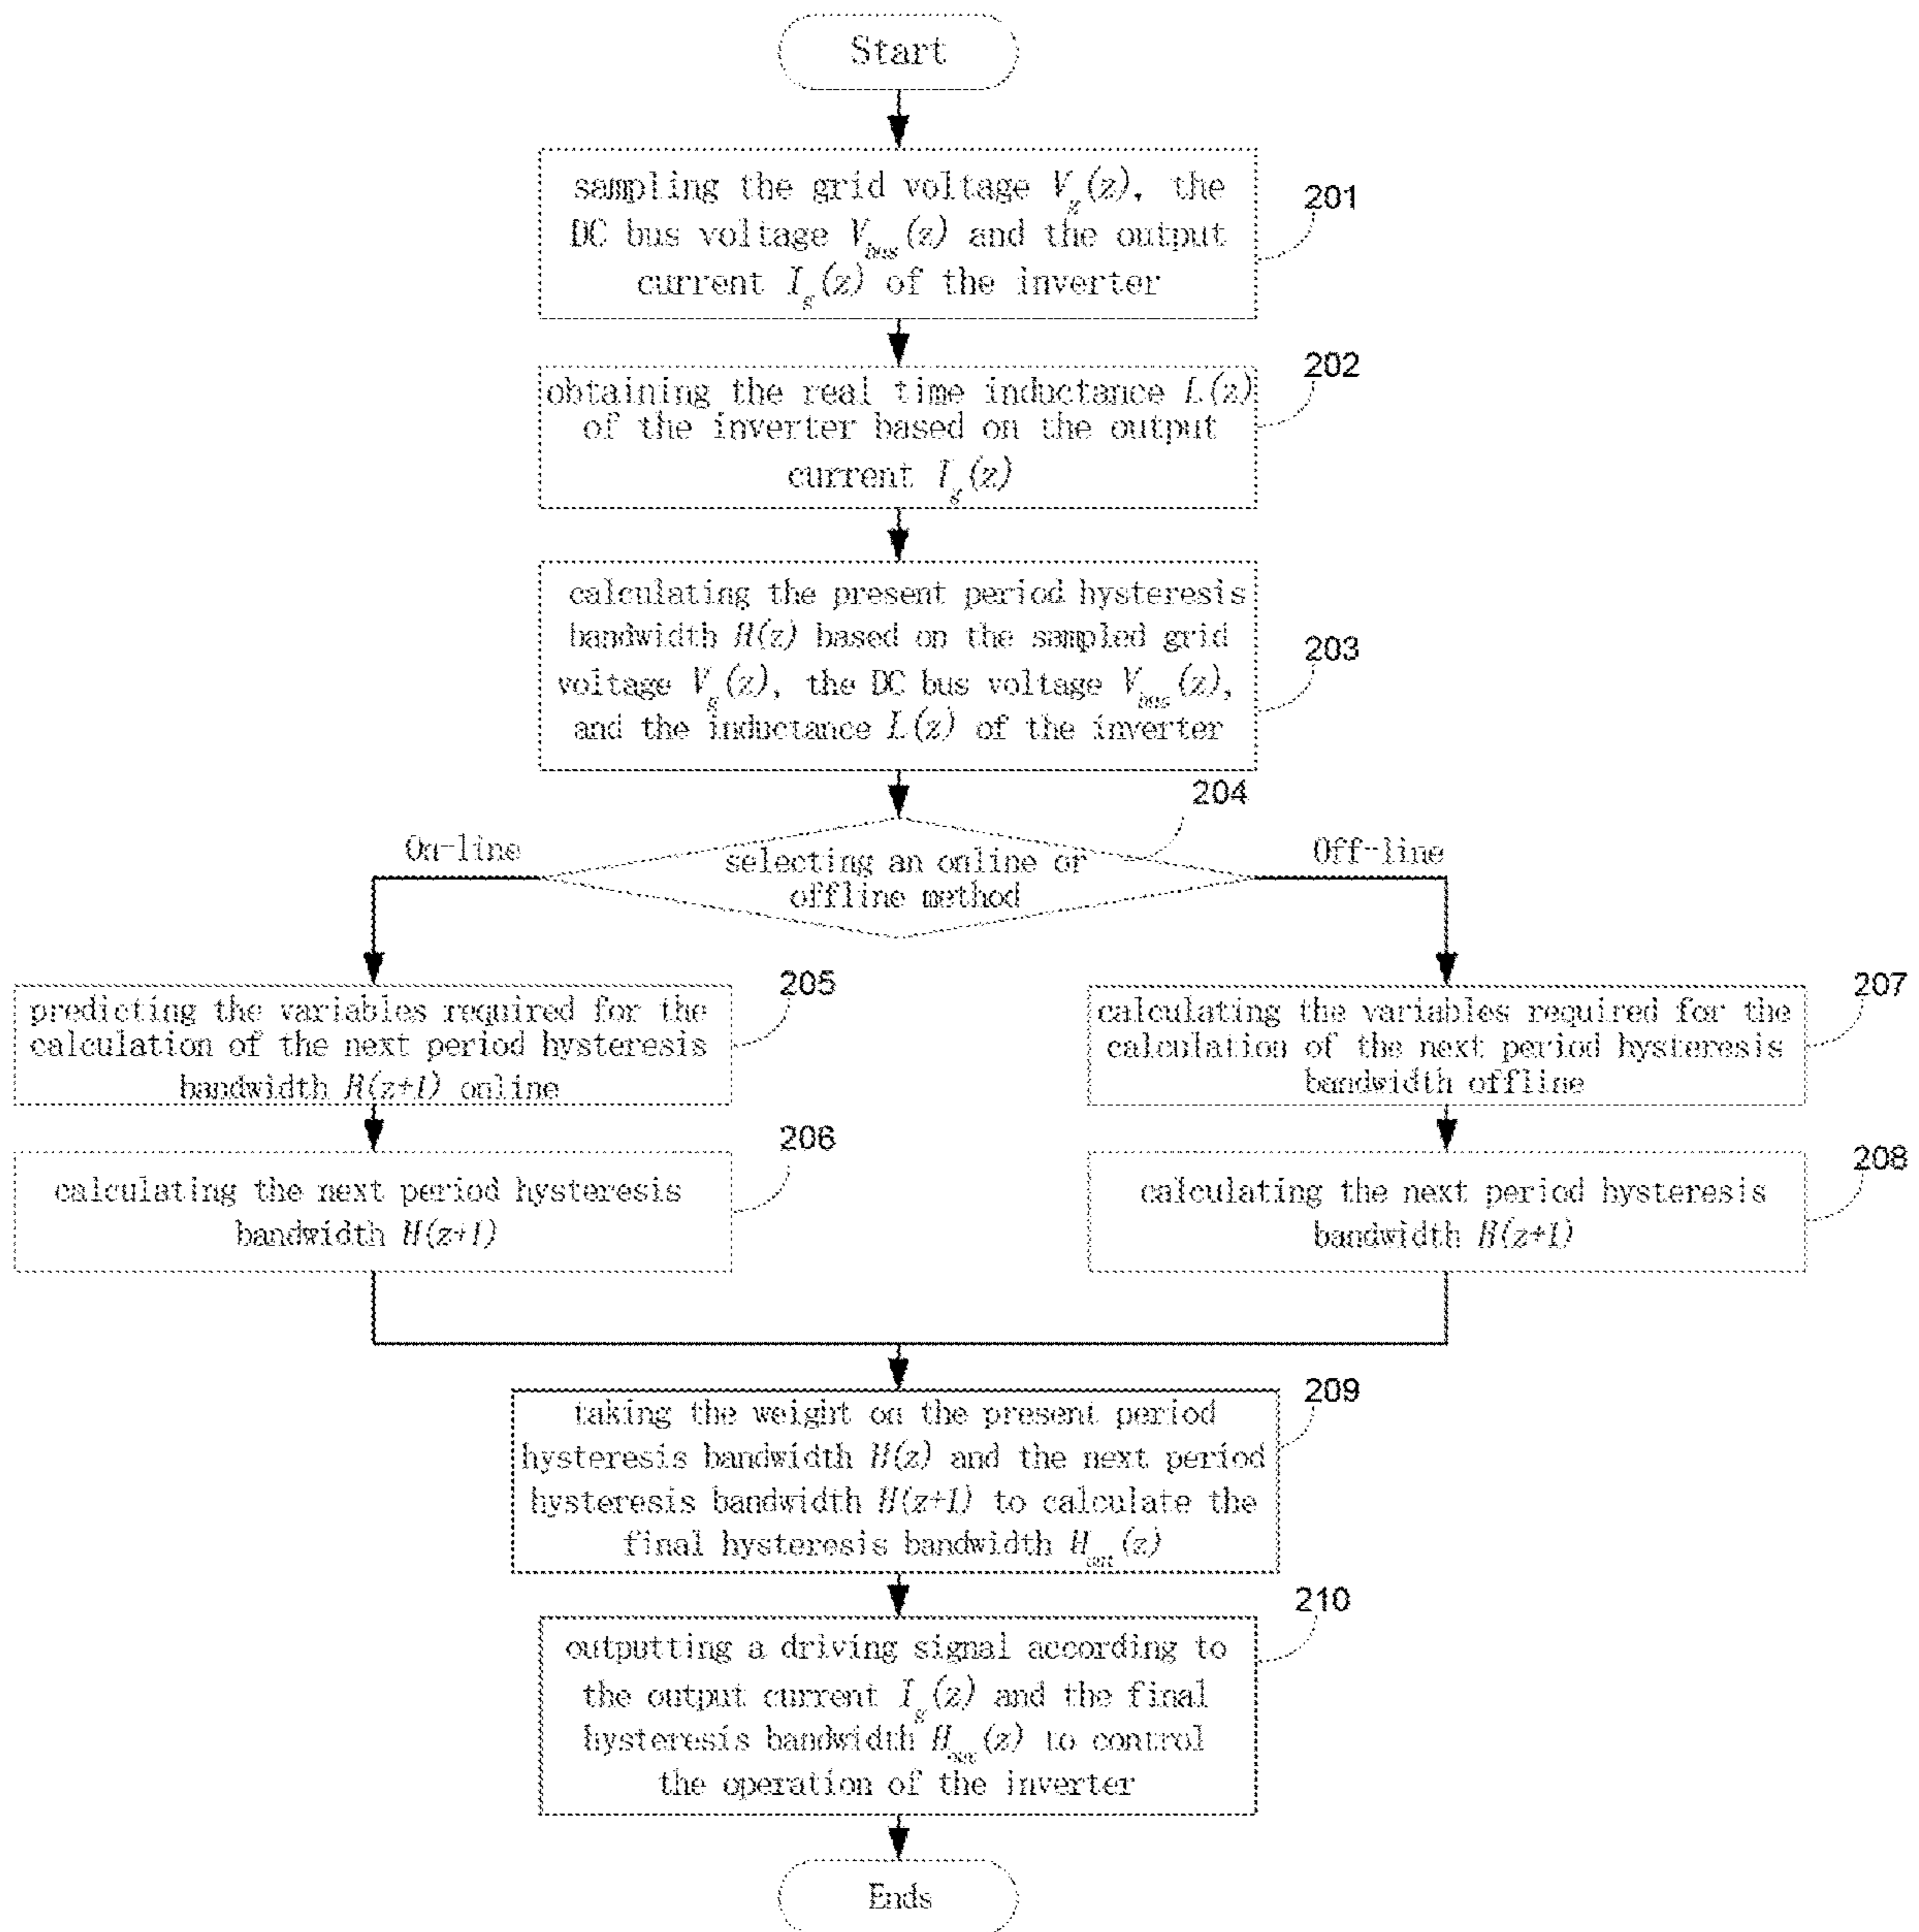 Start
sampling the grid voltage V_g(z), the
DC bus voltage V_bus(z) and the output
current I_g(z) of the inverter
201
obtaining the real time inductance L(z)
of the inverter based on the output
current I_g(z)
202
calculating the present period hysteresis
bandwidth H(z) based on the sampled grid
voltage V_g(z), the DC bus voltage V_bus(z),
and the inductance L(z) of the inverter
203
204
On-line
selecting an online or
offline method
Off-line
predicting the variables required for the
calculation of the next period hysteresis
bandwidth H(z+1) online
205
calculating the variables required for the
calculation of the next period hysteresis
bandwidth offline
207
calculating the next period hysteresis
bandwidth H(z+1)
206
calculating the next period hysteresis
bandwidth H(z+1)
208
taking the weight on the present period
hysteresis bandwidth H(z) and the next period
hysteresis bandwidth H(z+1) to calculate the
final hysteresis bandwidth H_out(z)
209
outputting a driving signal according to
the output current I_g(z) and the final
hysteresis bandwidth H_out(z) to control
the operation of the inverter
210
Ends